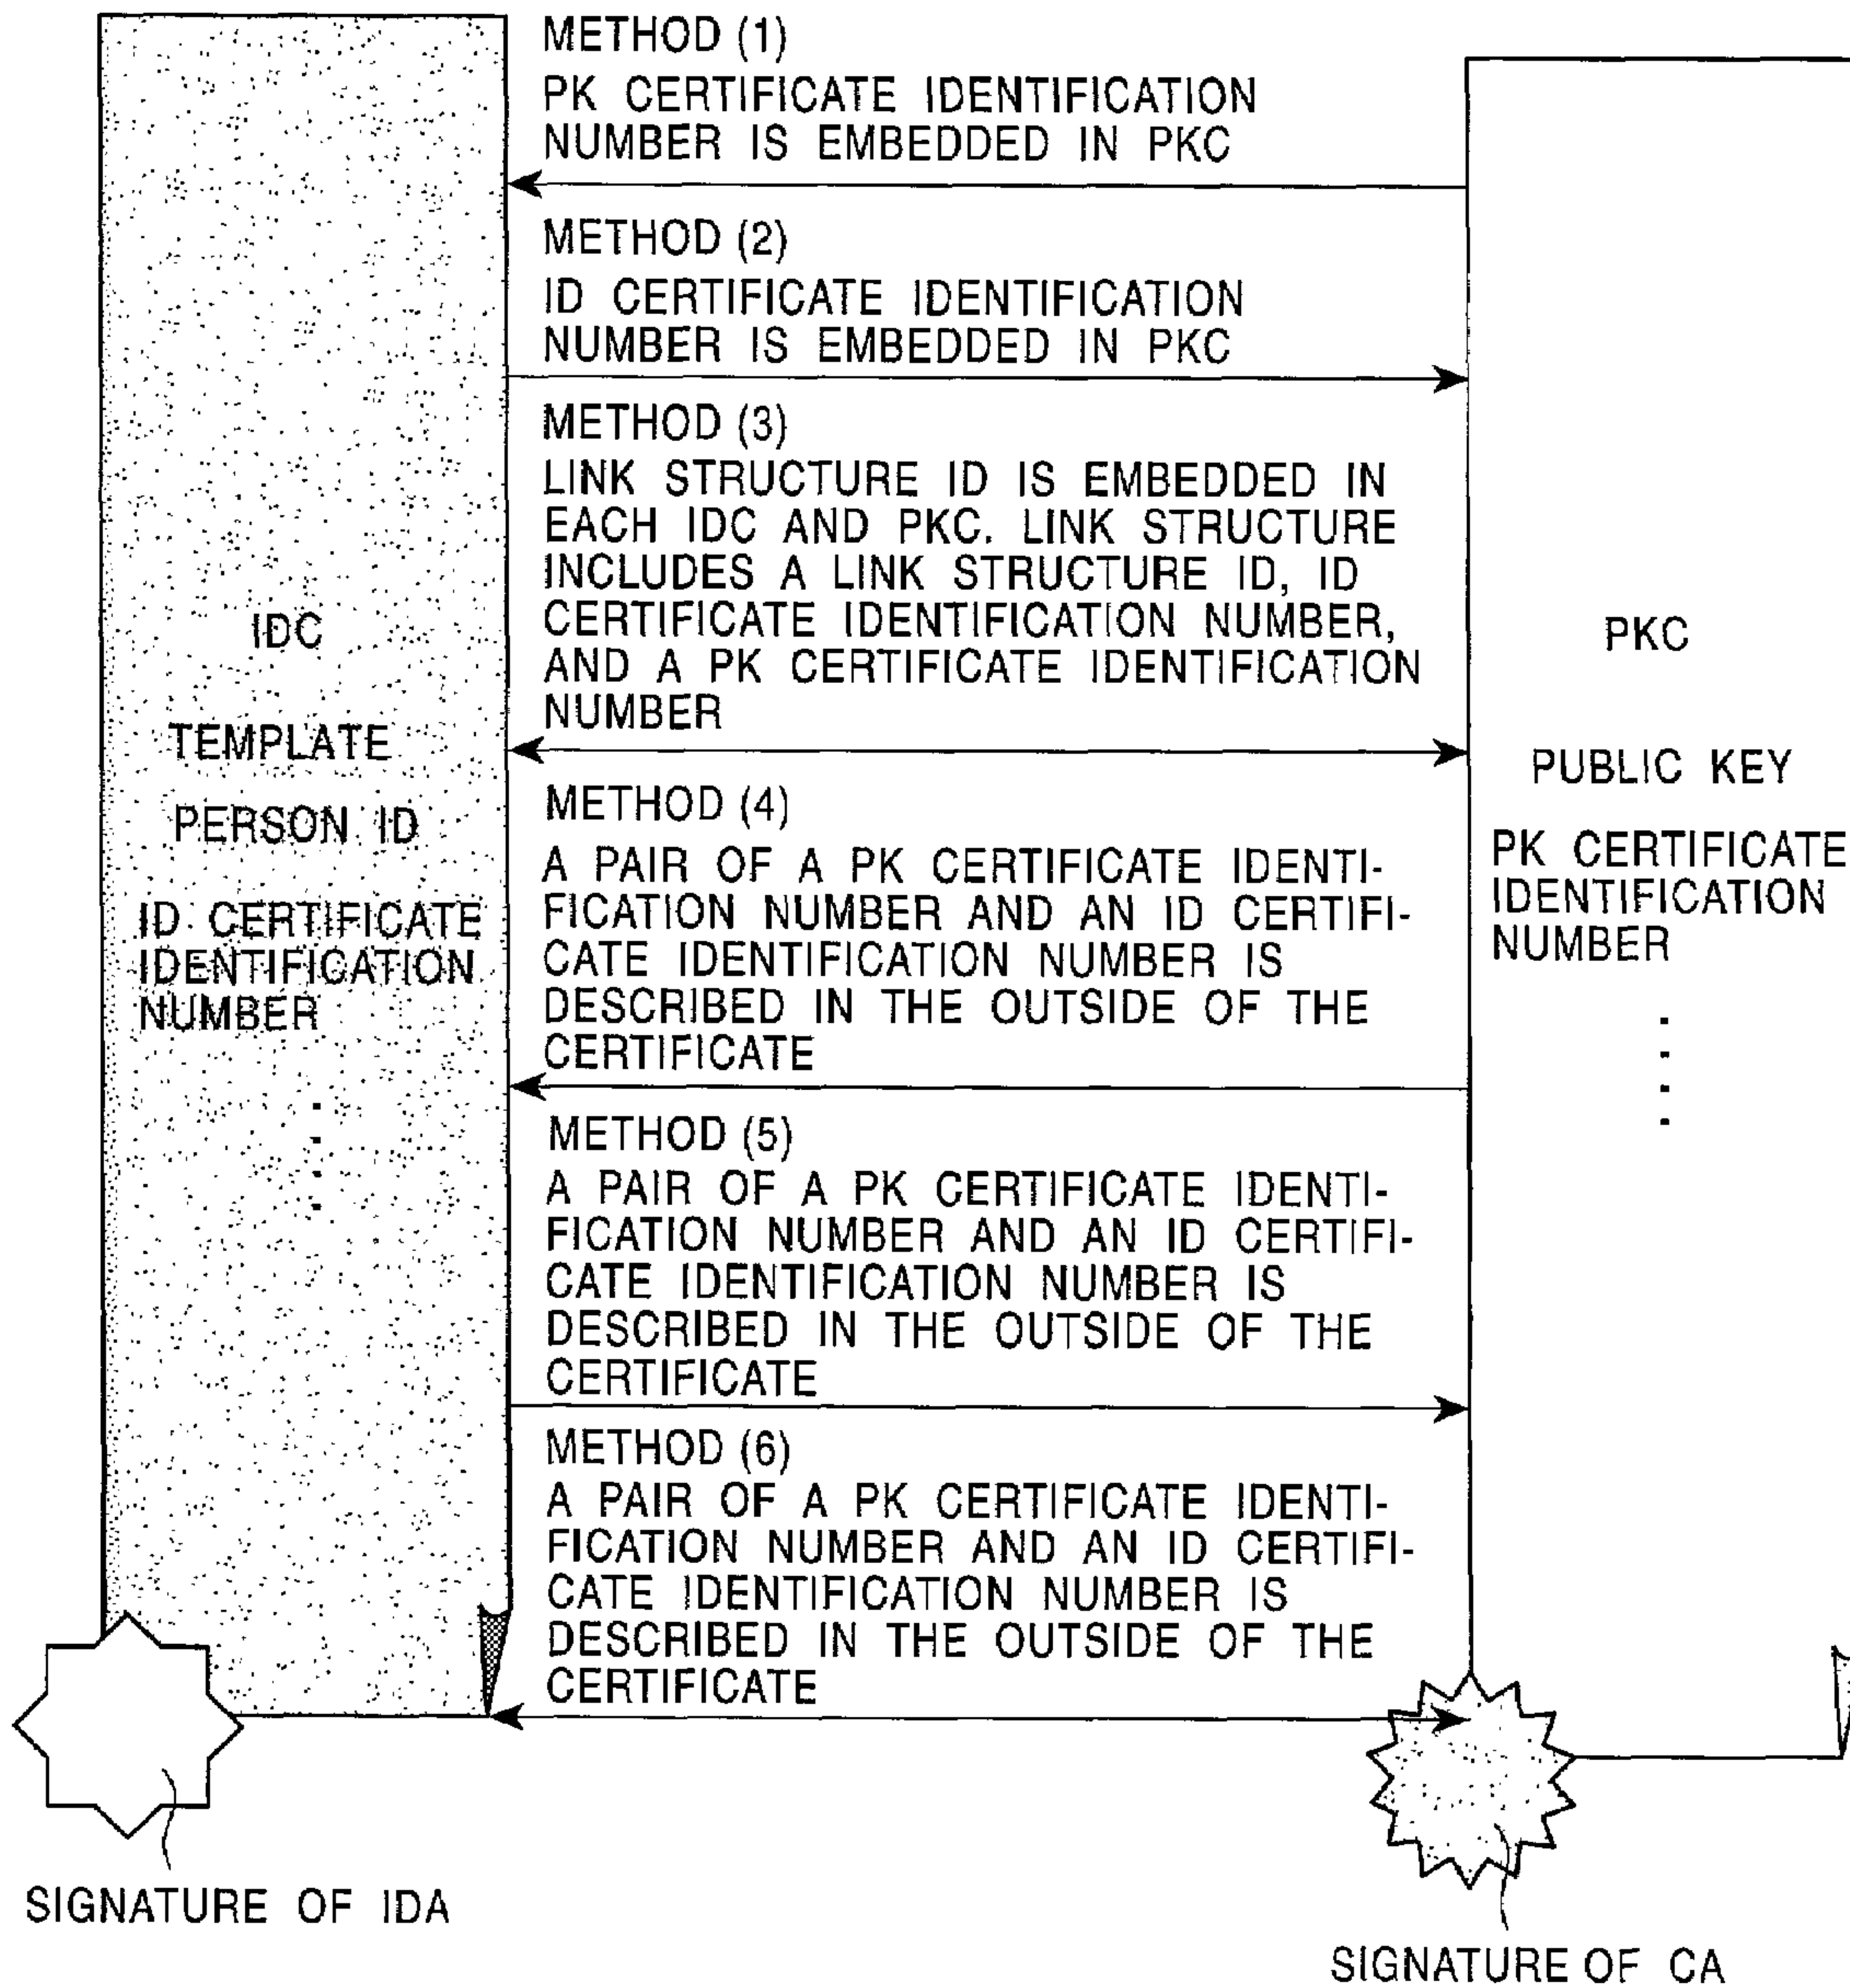 METHOD (1)
PK CERTIFICATE IDENTIFICATION
NUMBER IS EMBEDDED IN PKC
METHOD (2)
ID CERTIFICATE IDENTIFICATION
NUMBER IS EMBEDDED IN PKC
METHOD (3)
LINK STRUCTURE ID IS EMBEDDED IN
EACH IDC AND PKC. LINK STRUCTURE
INCLUDES A LINK STRUCTURE ID, ID
CERTIFICATE IDENTIFICATION NUMBER,
AND A PK CERTIFICATE IDENTIFICATION
NUMBER
METHOD (4)
A PAIR OF A PK CERTIFICATE IDENTI-
FICATION NUMBER AND AN ID CERTIFI-
CATE IDENTIFICATION NUMBER IS
DESCRIBED IN THE OUTSIDE OF THE
CERTIFICATE
METHOD (5)
A PAIR OF A PK CERTIFICATE IDENTI-
FICATION NUMBER AND AN ID CERTIFI-
CATE IDENTIFICATION NUMBER IS
DESCRIBED IN THE OUTSIDE OF THE
CERTIFICATE
METHOD (6)
A PAIR OF A PK CERTIFICATE IDENTI-
FICATION NUMBER AND AN ID CERTIFI-
CATE IDENTIFICATION NUMBER IS
DESCRIBED IN THE OUTSIDE OF THE
CERTIFICATE
IDC
TEMPLATE
PERSON ID
ID CERTIFICATE
IDENTIFICATION
NUMBER
PKC
PUBLIC KEY
PK CERTIFICATE
IDENTIFICATION
NUMBER
SIGNATURE OF IDA
SIGNATURE OF CA